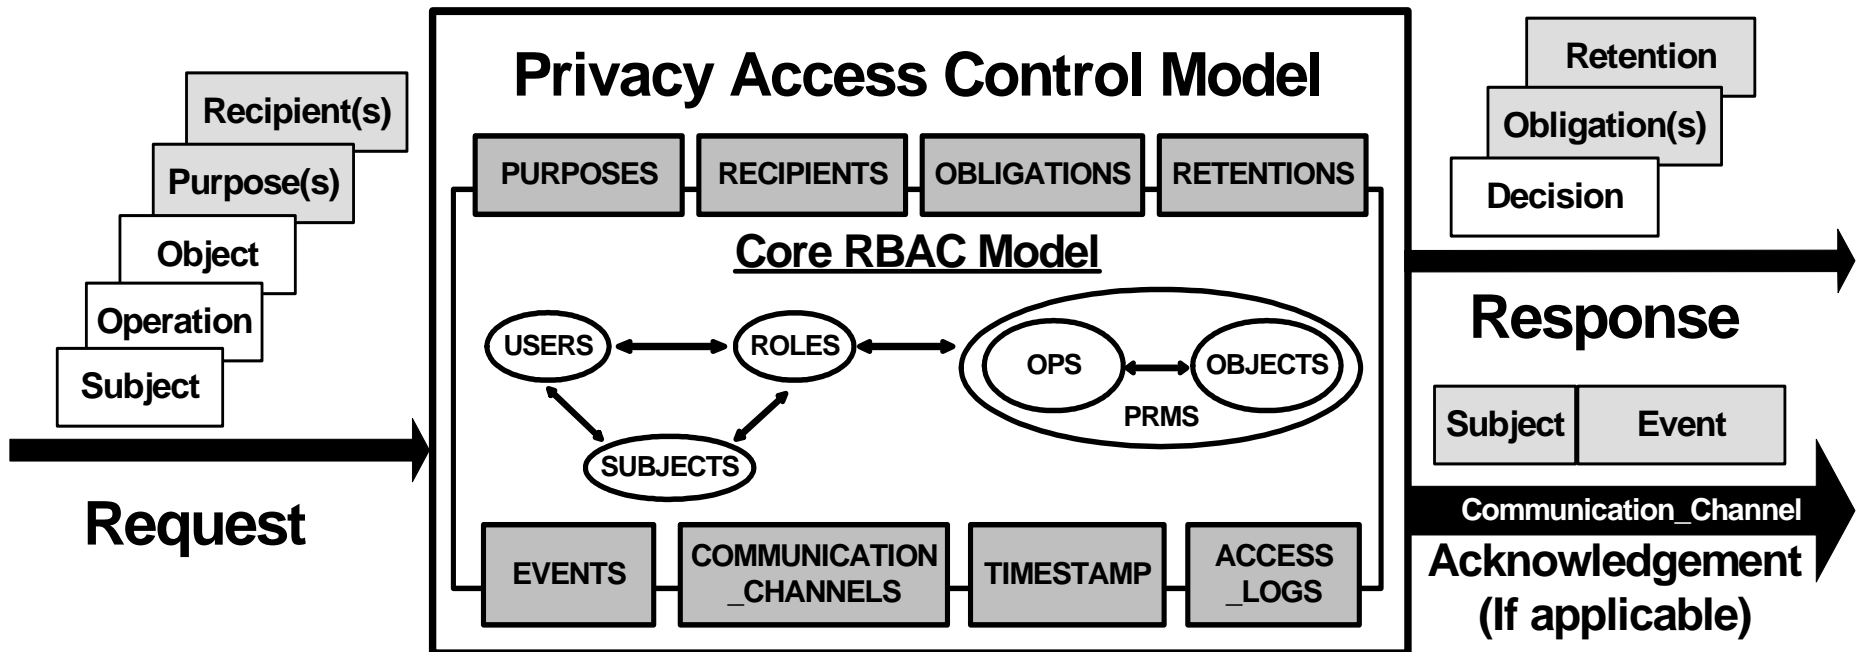 Recipient(s)
Purpose(s)
Object
Operation
Subject
Request
Privacy Access Control Model
PURPOSES
RECIPIENTS
OBLIGATIONS
RETENTIONS
Core RBAC Model
USERS
ROLES
OPS
OBJECTS
PRMS
SUBJECTS
EVENTS
COMMUNICATION
_CHANNELS
TIMESTAMP
ACCESS
_LOGS
Retention
Obligation(s)
Decision
Response
Subject
Event
Communication_Channel
Acknowledgement
(If applicable)